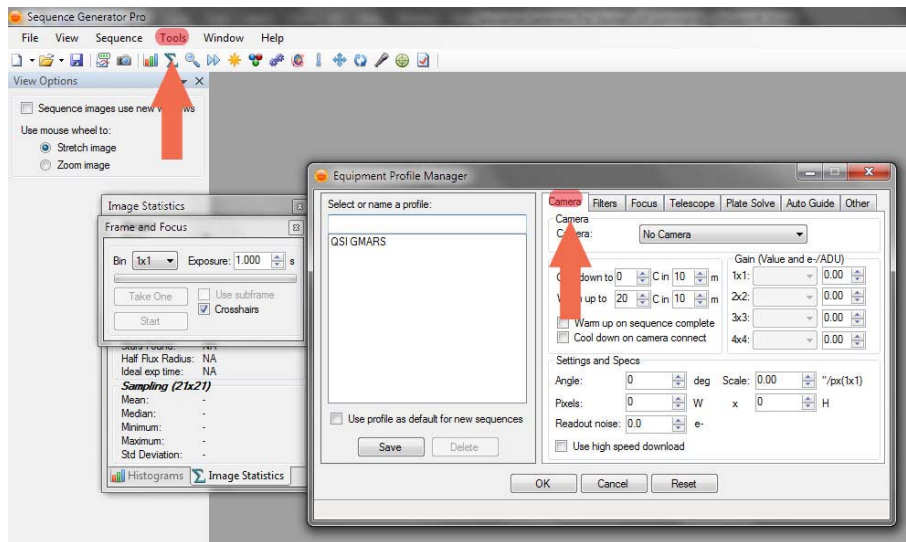 Sequence Generator Pro
File View Sequence Tools Window Help
View Options
Sequence images use new
Use mouse wheel to:
Stretch image
Zoom image
Image Statistics
Frame and Focus
Bin 1x1 Exposure: 1.000 s
Take One Use subframe
Crosshairs
Start
Half Flux Radius: NA
Ideal exp time: NA
Sampling (21x21)
Mean: -
Median: -
Minimum: -
Maximum: -
Std Deviation: -
Histograms Image Statistics
Equipment Profile Manager
Select or name a profile:
QSI GMARS
Use profile as default for new sequences
Save Delete
Camera Filters Focus Telescope Plate Solve Auto Guide Other
Camera
No Camera
down to 0 C in 10 m
up to 20 C in 10 m
Warm up on sequence complete
Cool down on camera connect
Gain (Value and e-/ADU)
1x1: 0.00
2x2: 0.00
3x3: 0.00
4x4: 0.00
Settings and Specs
Angle: 0 deg Scale: 0.00 "/px(1x1)
Pixels: 0 W x 0 H
Readout noise: 0.0 e-
Use high speed download
OK Cancel Reset